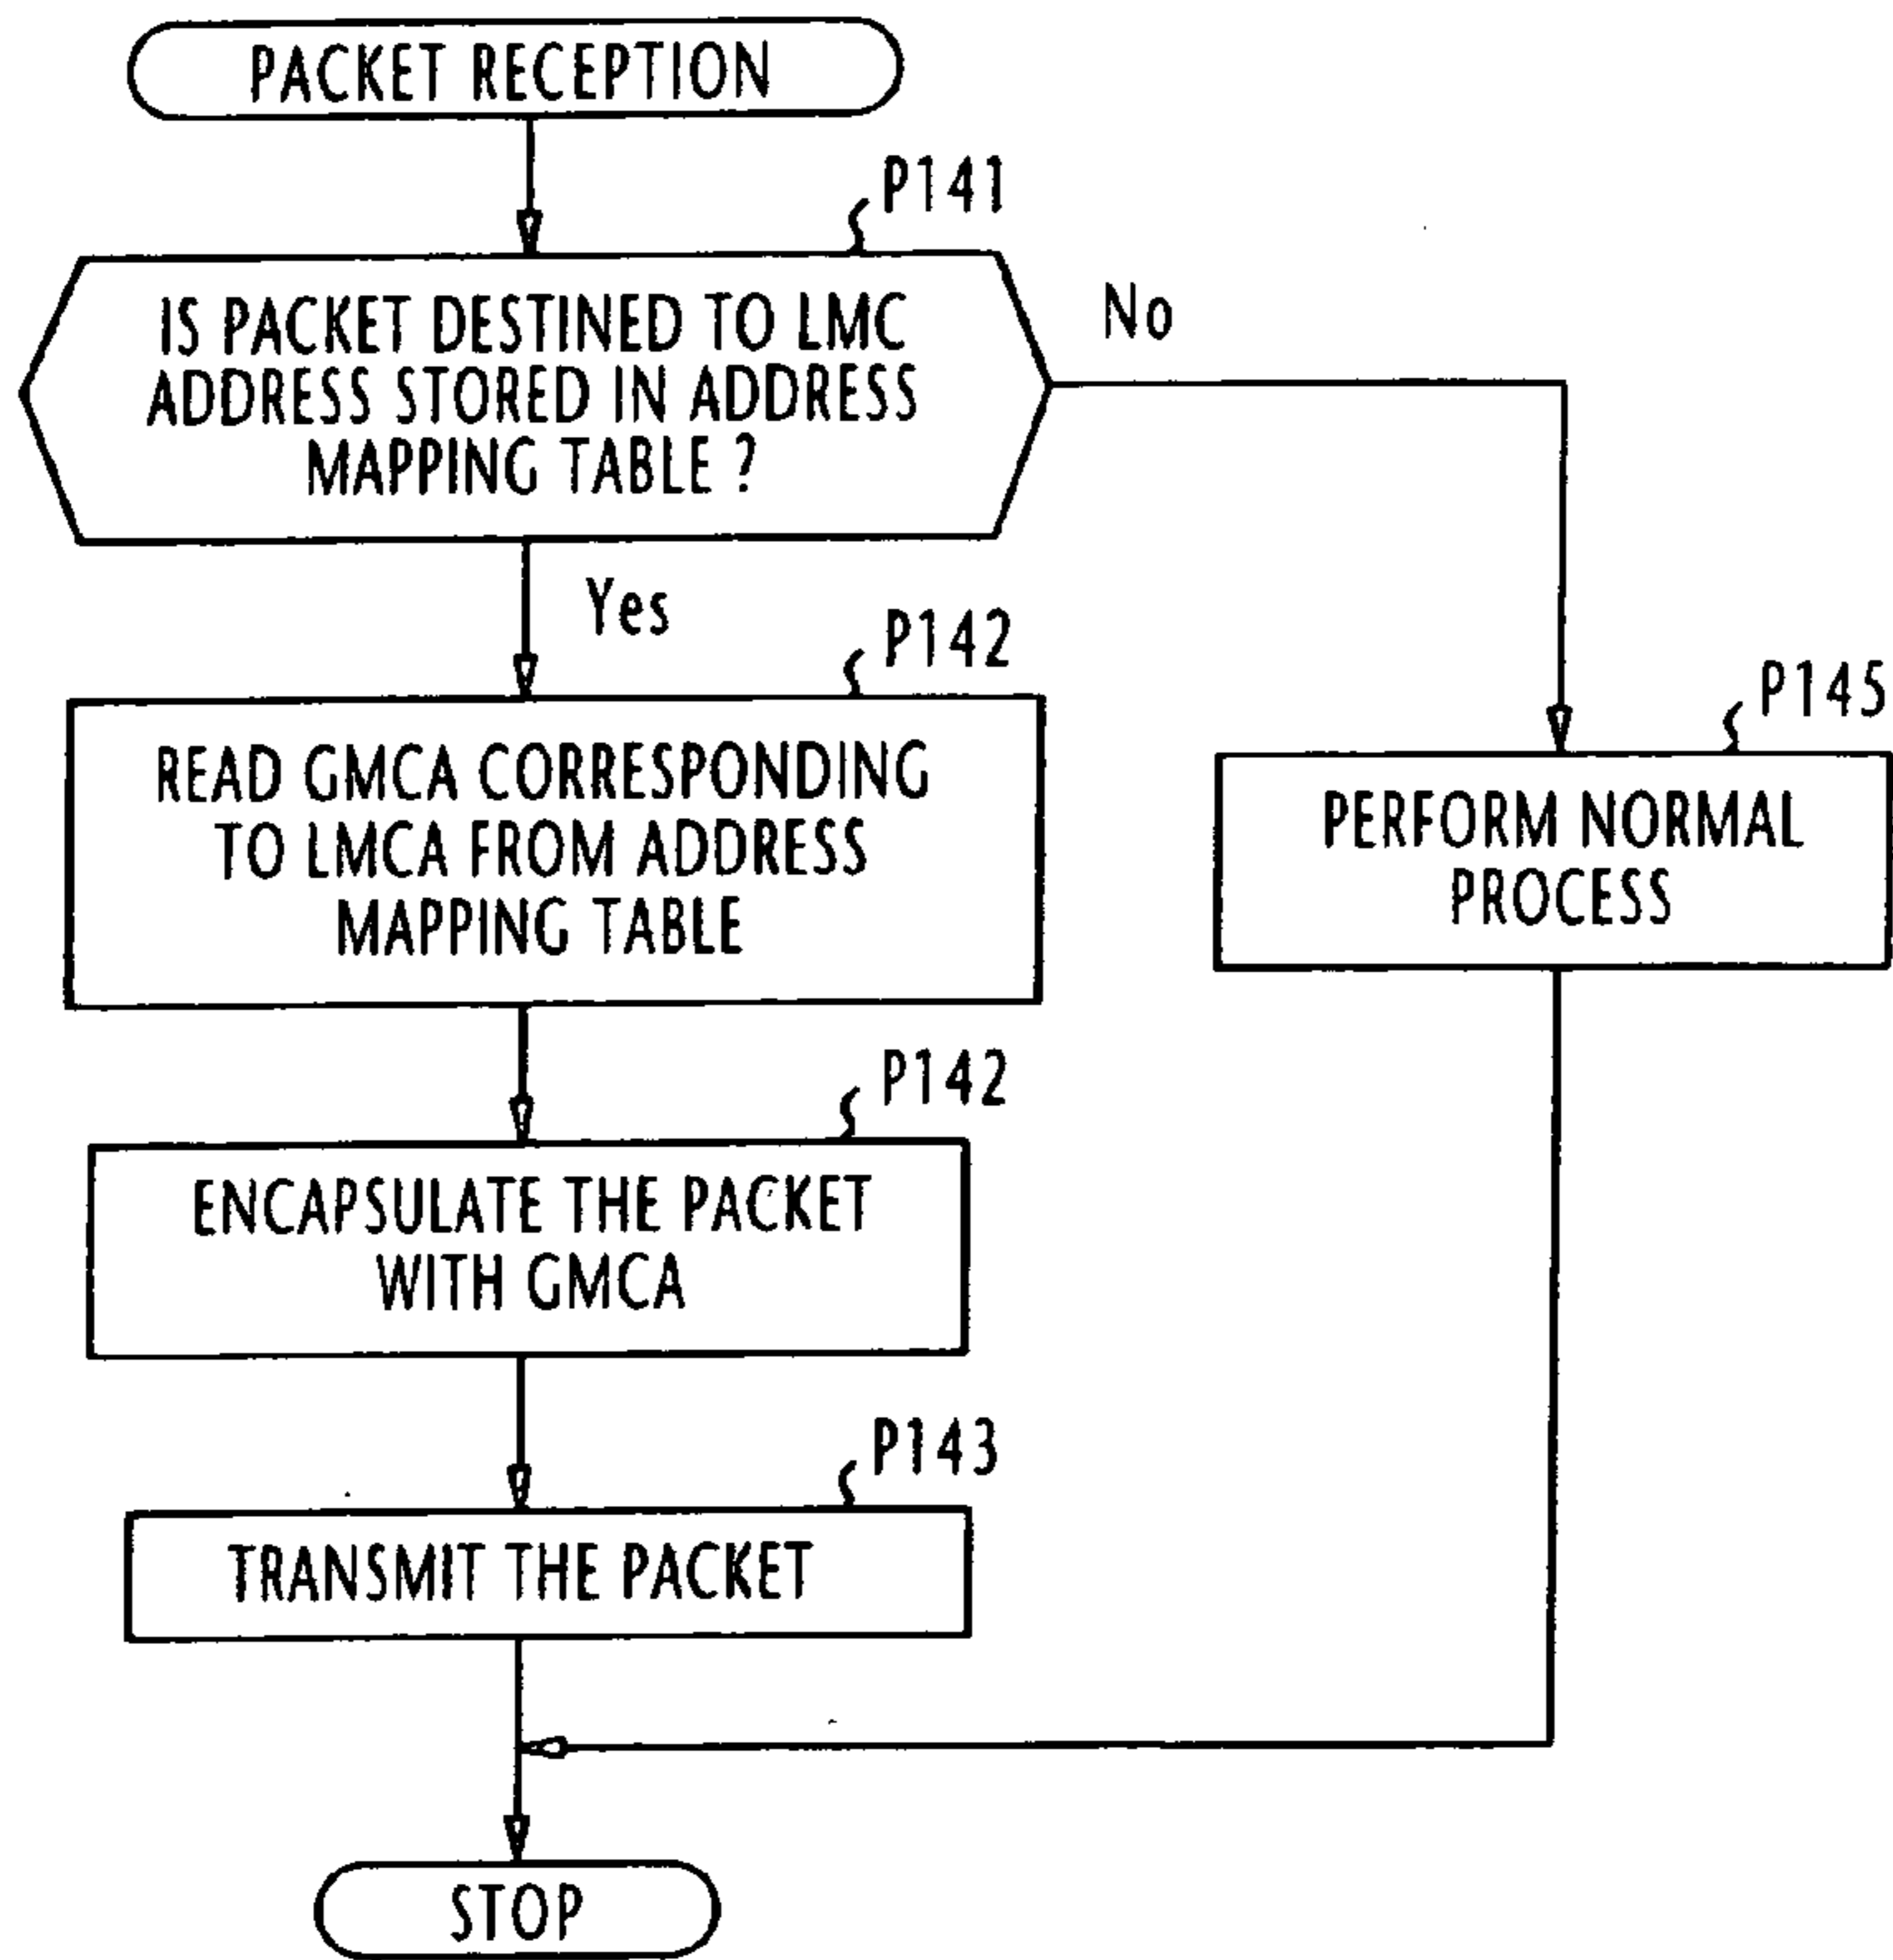 PACKET RECEPTION
P141
IS PACKET DESTINED TO LMC
ADDRESS STORED IN ADDRESS
MAPPING TABLE ?
No
Yes
P142
READ GMCA CORRESPONDING
TO LMCA FROM ADDRESS
MAPPING TABLE
P145
PERFORM NORMAL
PROCESS
P142
ENCAPSULATE THE PACKET
WITH GMCA
P143
TRANSMIT THE PACKET
STOP